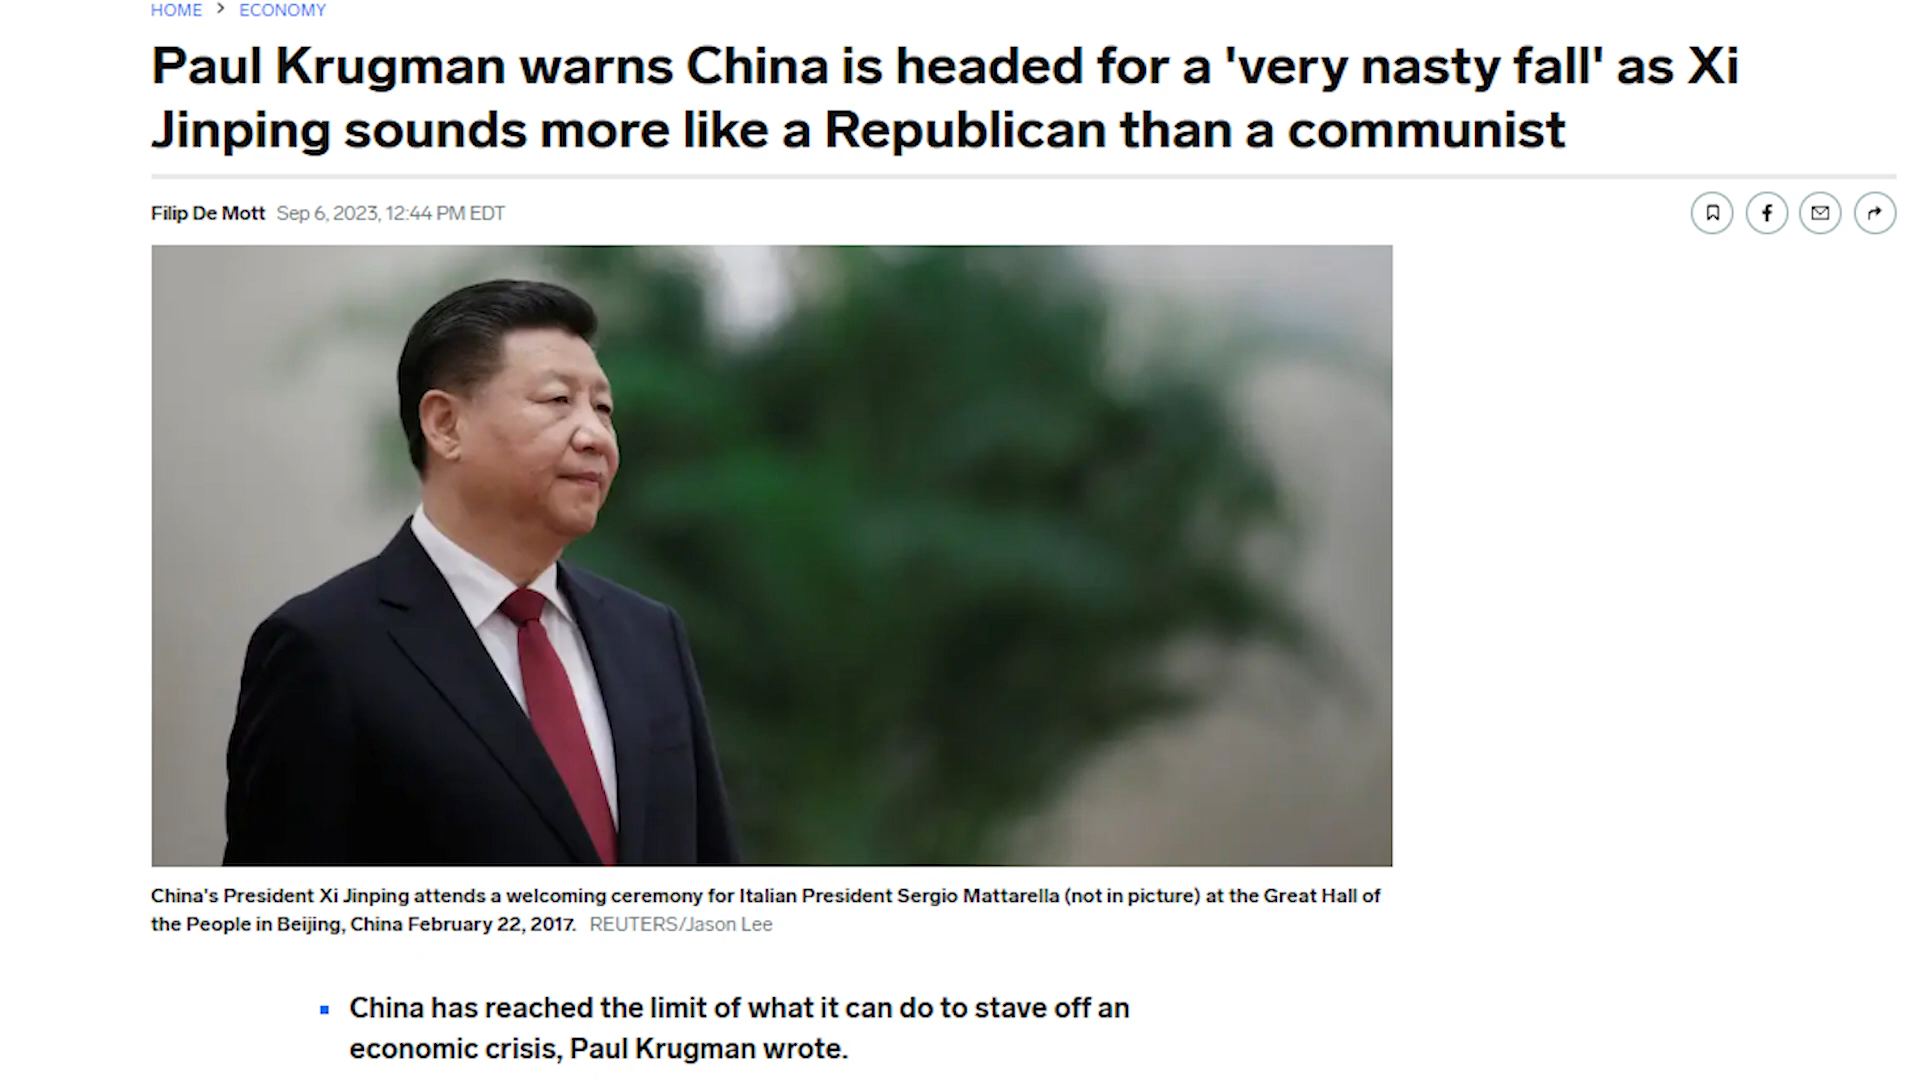 HOME > ECONOMY
Paul Krugman warns China is headed for a 'very nasty fall' as Xi
Jinping sounds more like a Republican than a communist
Filip De Mott Sep 6, 2023, 12:44 PM EDT
China's President Xi Jinping attends a welcoming ceremony for Italian President Sergio Mattarella (not in picture) at the Great Hall of
the People in Beijing, China February 22, 2017. REUTERS/Jason Lee
China has reached the limit of what it can do to stave off an
economic crisis, Paul Krugman wrote.